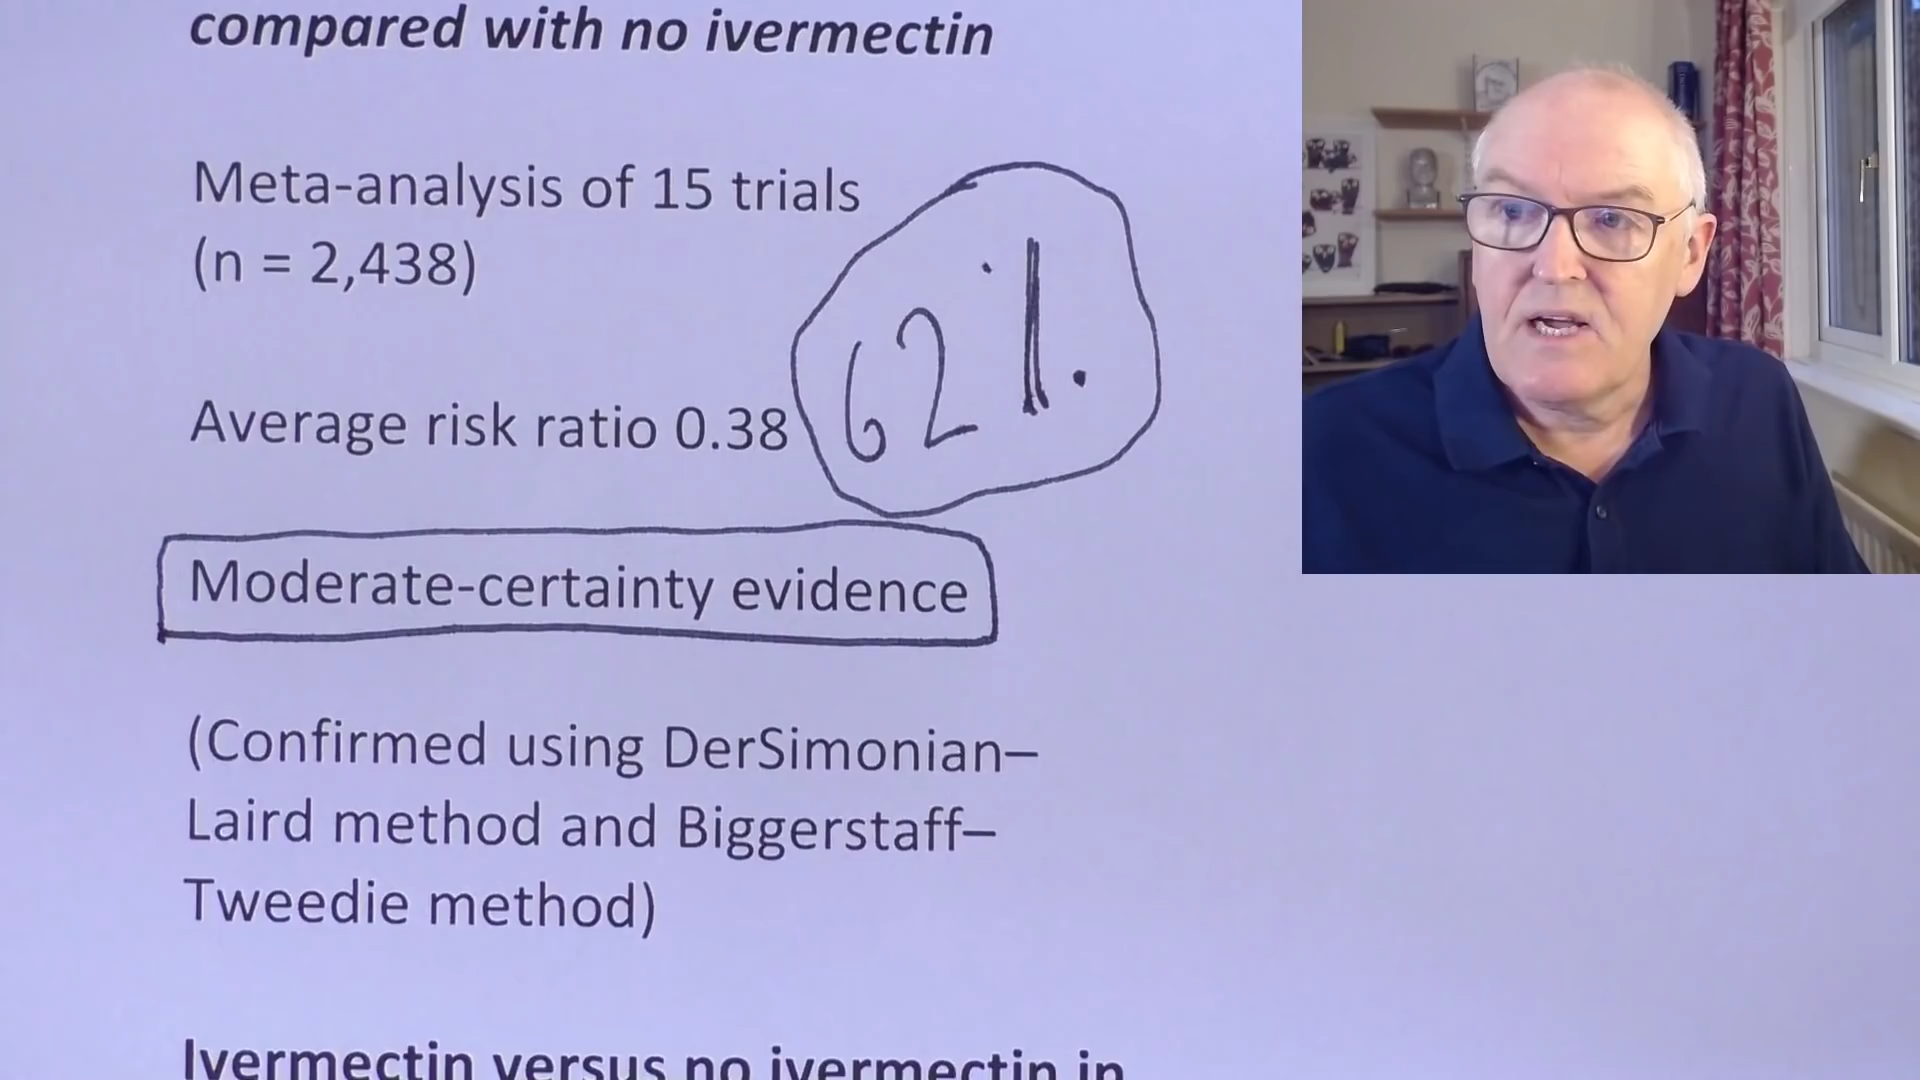 compared with no ivermectin
Meta-analysis of 15 trials
(n = 2,438)
62%
Average risk ratio 0.38
Moderate-certainty evidence
(Confirmed using DerSimonian–
Laird method and Biggerstaff–
Tweedie method)
Ivermectin versus no ivermectin in